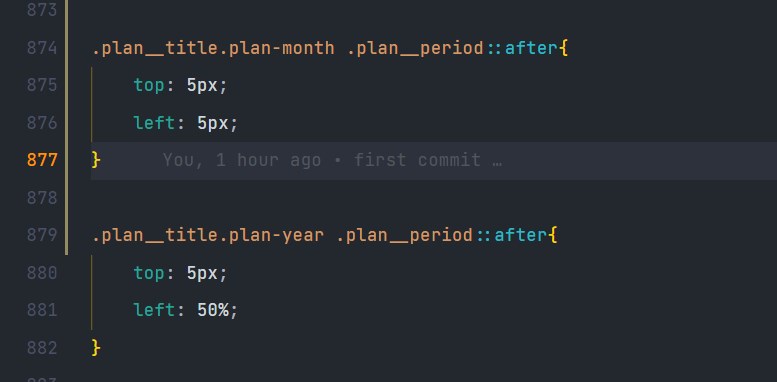 873
874 .plan__title.plan-month .plan__period::after{
875 top: 5px;
876 left: 5px;
877 } You, 1 hour ago • first commit …
878
879 .plan__title.plan-year .plan__period::after{
880 top: 5px;
881 left: 50%;
882 }